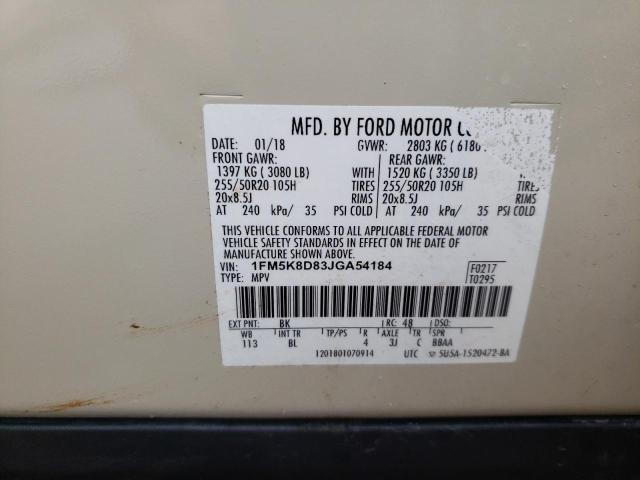 MFD. BY FORD MOTOR
DATE: 01/18 GVWR: 2803 KG ( 6180
FRONT GAWR: REAR GAWR:
1397 KG ( 3080 LB) WITH 1520 KG ( 3350 LB)
255/50R20 105H TIRES 255/50R20 105H TIRES
20x8.5J RIMS 20x8.5J RIMS
AT 240 kPa/ 35 PSI COLD AT 240 kPa/ 35 PSI COLD
THIS VEHICLE CONFORMS TO ALL APPLICABLE FEDERAL MOTOR
VEHICLE SAFETY STANDARDS IN EFFECT ON THE DATE OF
MANUFACTURE SHOWN ABOVE.
VIN: 1FM5K8D83JGA54184 F0217
TYPE: MPV T0295
EXT PNT: BK RC: 48 DSO:
WB INT TR TP/PS R AXLE TR SPR
113 BL 4 3J C BBAA
1201801070914 UTC 5U5A-1520472-BA